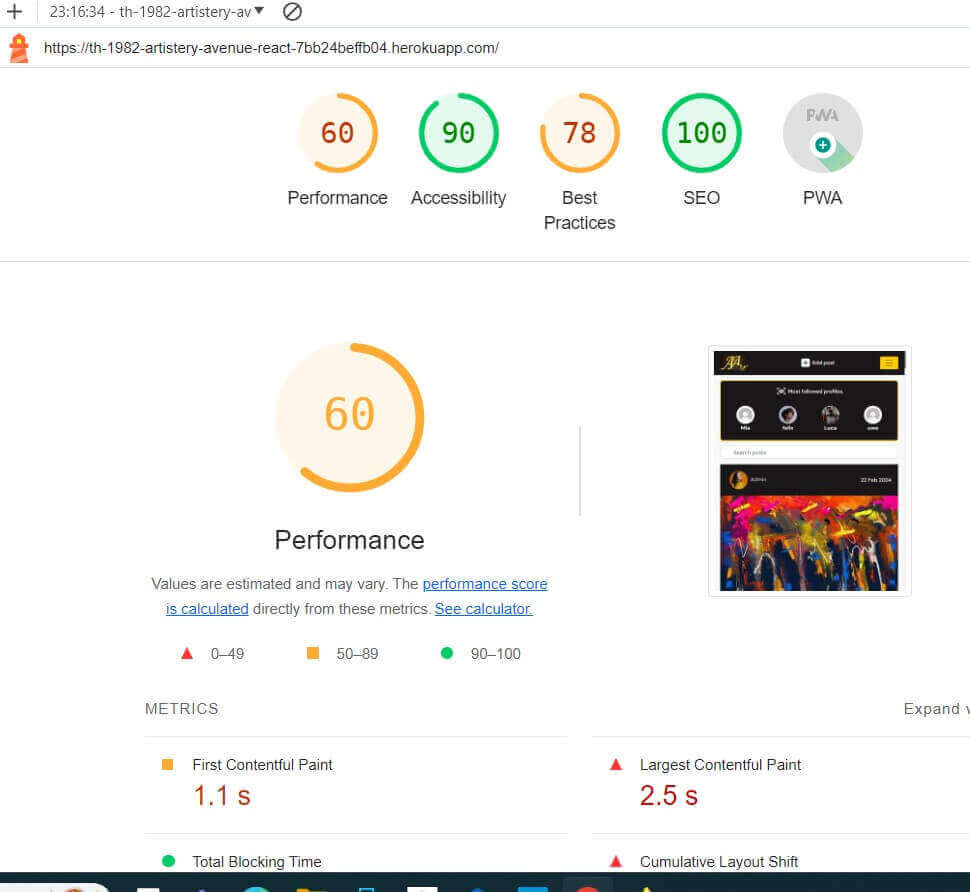 23:16:34 - th-1982-artistery-av
https://th-1982-artistery-avenue-react-7bb24beffb04.herokuapp.com/
60
90
78
100
PWA
Performance
Accessibility
Best
Practices
SEO
PWA
60
Performance
Values are estimated and may vary. The performance score
is calculated directly from these metrics. See calculator.
0–49
50–89
90–100
Add post
Most followed profiles
Mia
felix
Luca
Search posts
Admin
22 Feb 2024
METRICS
Expand v
First Contentful Paint
1.1 s
Largest Contentful Paint
2.5 s
Total Blocking Time
Cumulative Layout Shift